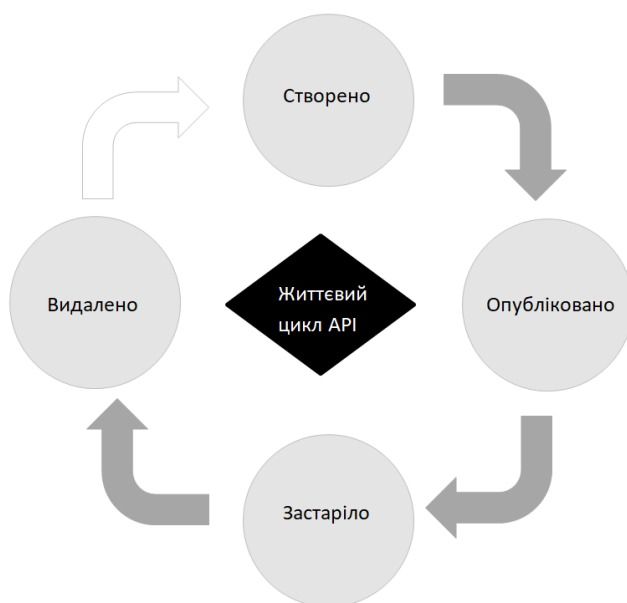 Створено
Видалено
Життєвий
цикл API
Опубліковано
Застаріло